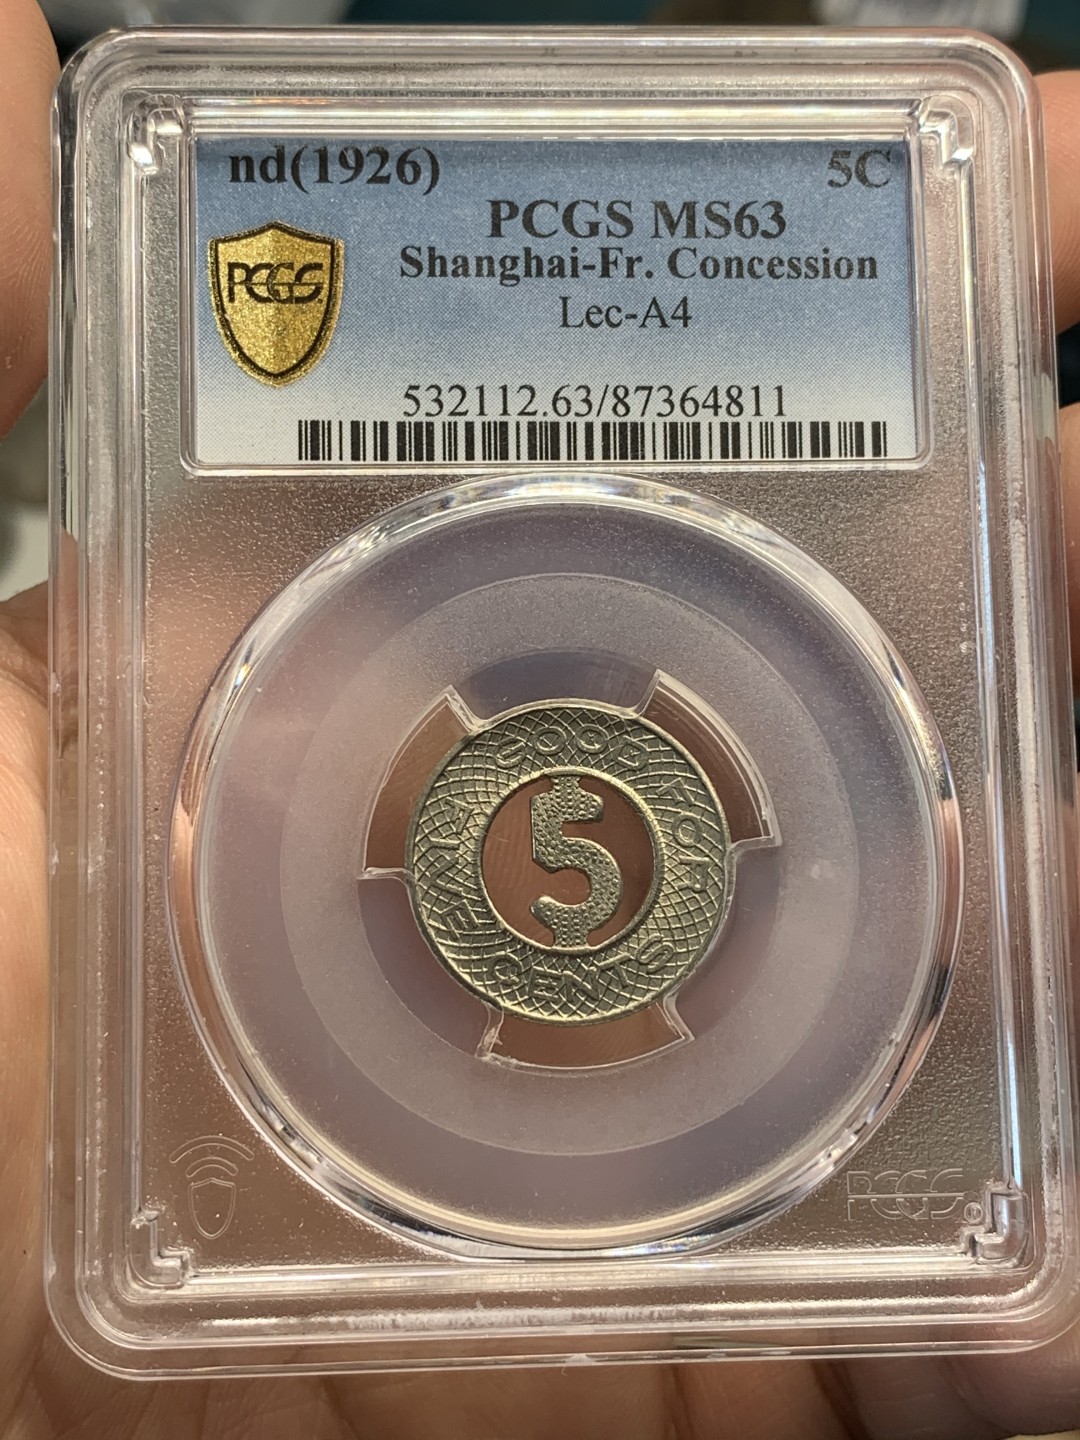 nd(1926) 5C
PCGS MS63
Shanghai-Fr. Concession
PCGS
Lec-A4
532112.63/87364811
GOOD FOR
FIVE CENTS
5
PCGS